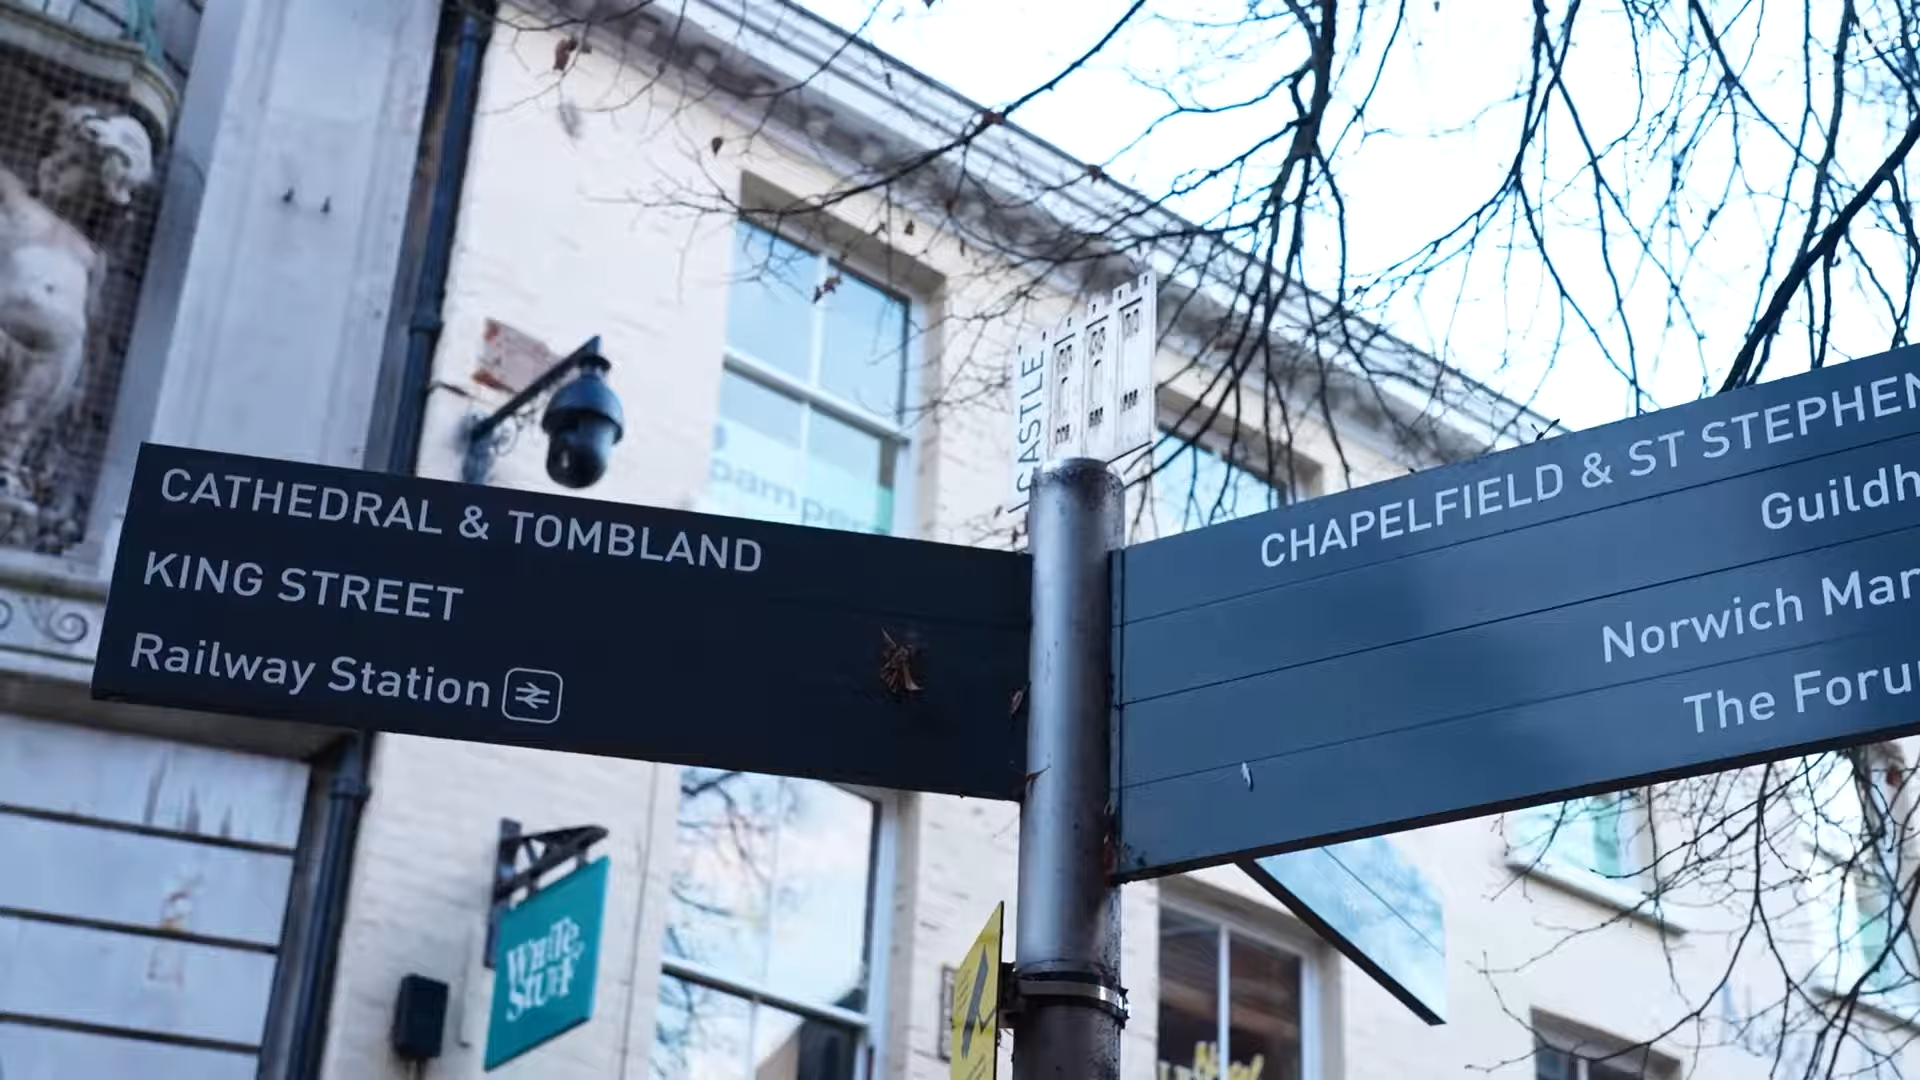 CASTLE
CATHEDRAL & TOMBLAND
KING STREET
Railway Station
CHAPELFIELD & ST STEPHEN
Guildh
Norwich Mar
The Foru
WHITE
STUFF